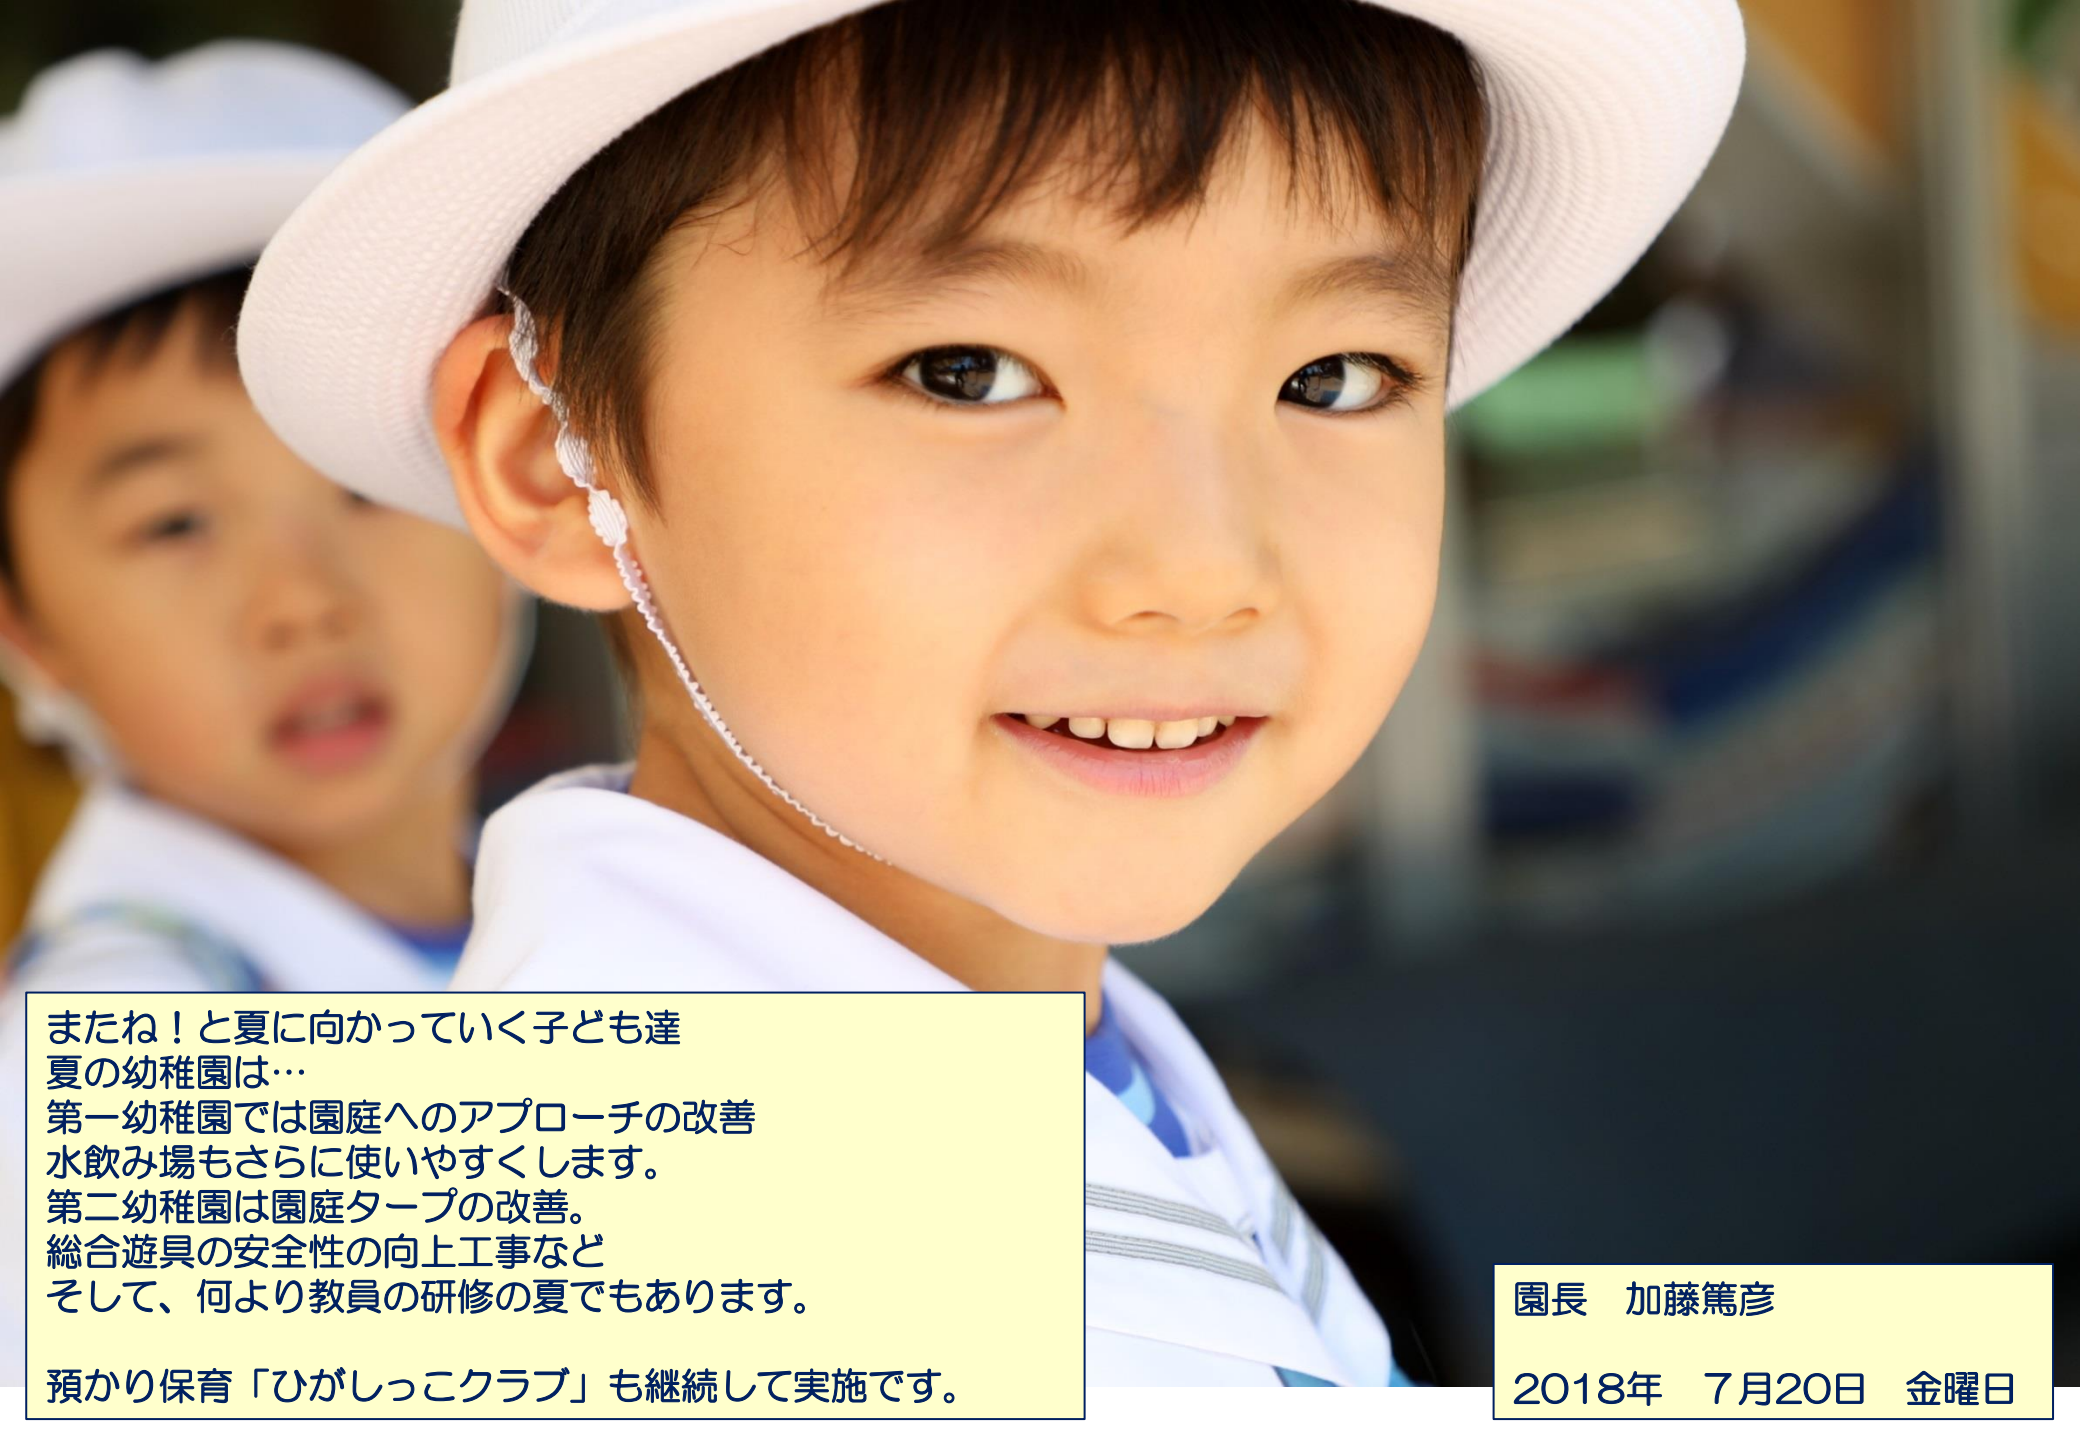 またね！と夏に向かっていく子ども達
夏の幼稚園は…
第一幼稚園では園庭へのアプローチの改善
水飲み場もさらに使いやすくします。
第二幼稚園は園庭タープの改善。
総合遊具の安全性の向上工事など
そして、何より教員の研修の夏でもあります。
預かり保育「ひがしっこクラブ」も継続して実施です。
園長　加藤篤彦
2018年　７月20日　金曜日